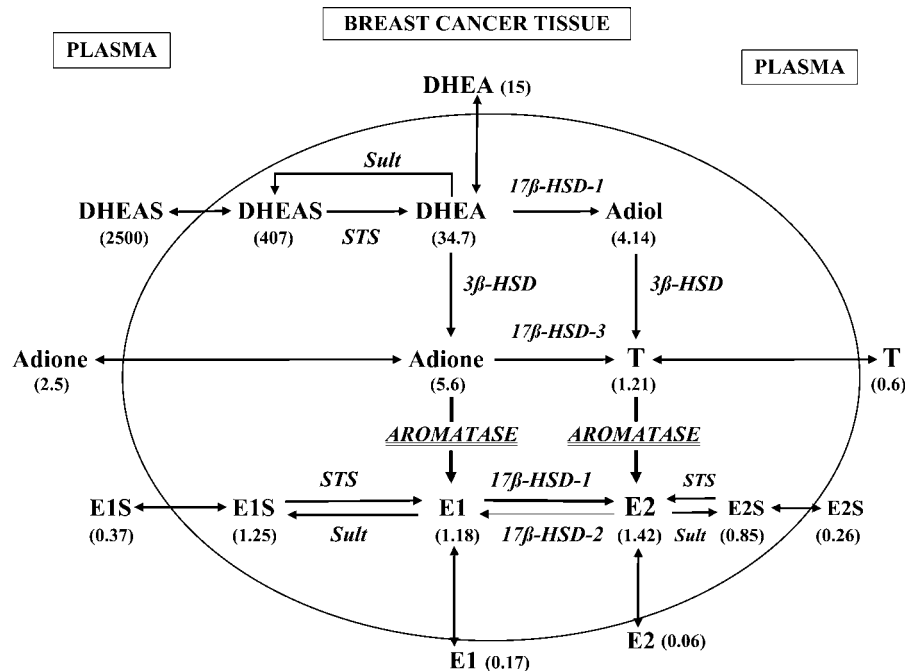 BREAST CANCER TISSUE
PLASMA
PLASMA
DHEA (15)
Sult
17β-HSD-1
DHEAS
DHEAS
DHEA
Adiol
(2500)
(407)
STS
(34.7)
(4.14)
3β-HSD
3β-HSD
17β-HSD-3
Adione
Adione
T
T
(2.5)
(5.6)
(1.21)
(0.6)
AROMATASE
AROMATASE
STS
17β-HSD-1
STS
E1S
E1S
E1
E2
E2S
E2S
(0.37)
(1.25)
Sult
(1.18)
17β-HSD-2
(1.42)
Sult
(0.85)
(0.26)
E2 (0.06)
E1 (0.17)